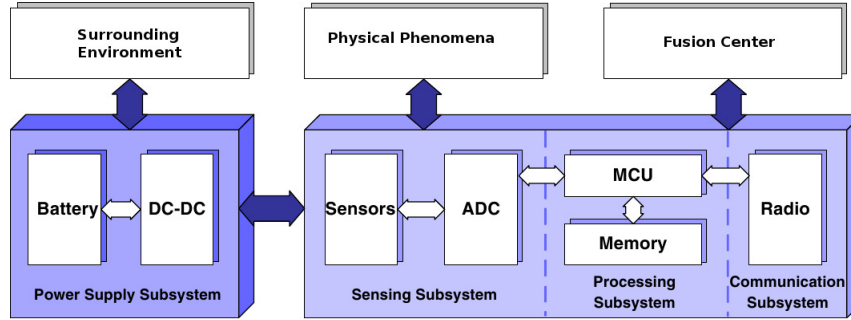 Surrounding
Environment
Physical Phenomena
Fusion Center
Battery
DC-DC
Sensors
ADC
MCU
Memory
Radio
Power Supply Subsystem
Sensing Subsystem
Processing
Subsystem
Communication
Subsystem